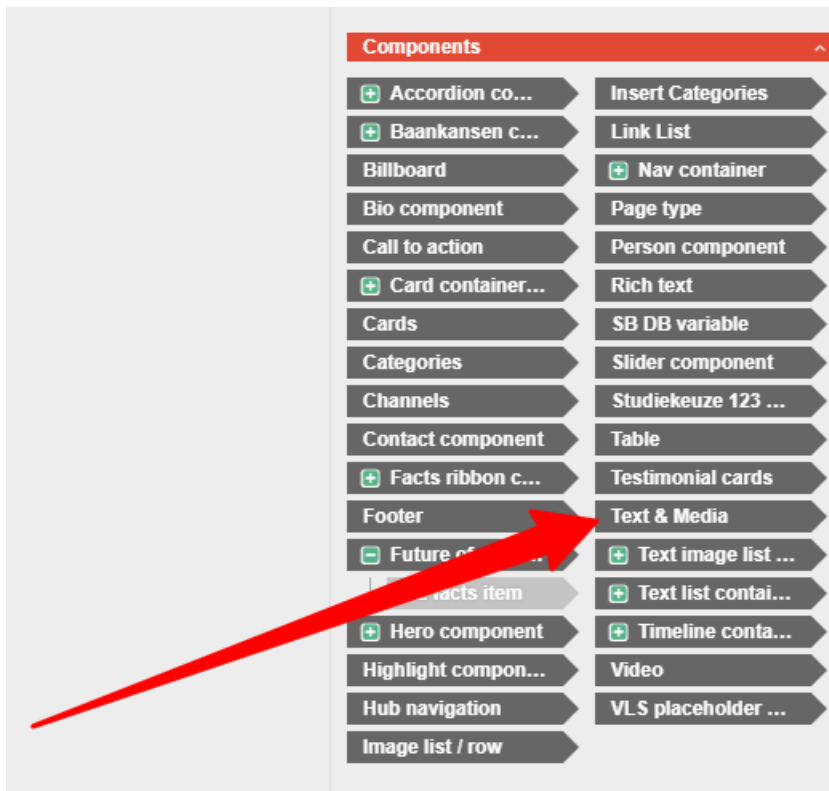 Components
Accordion co...
Baankansen c...
Billboard
Bio component
Call to action
Card container...
Cards
Categories
Channels
Contact component
Facts ribbon c...
Footer
Future of
facts item
Hero component
Highlight compon...
Hub navigation
Image list / row
Insert Categories
Link List
Nav container
Page type
Person component
Rich text
SB DB variable
Slider component
Studiekeuze 123 ...
Table
Testimonial cards
Text & Media
Text image list ...
Text list contai...
Timeline conta...
Video
VLS placeholder ...